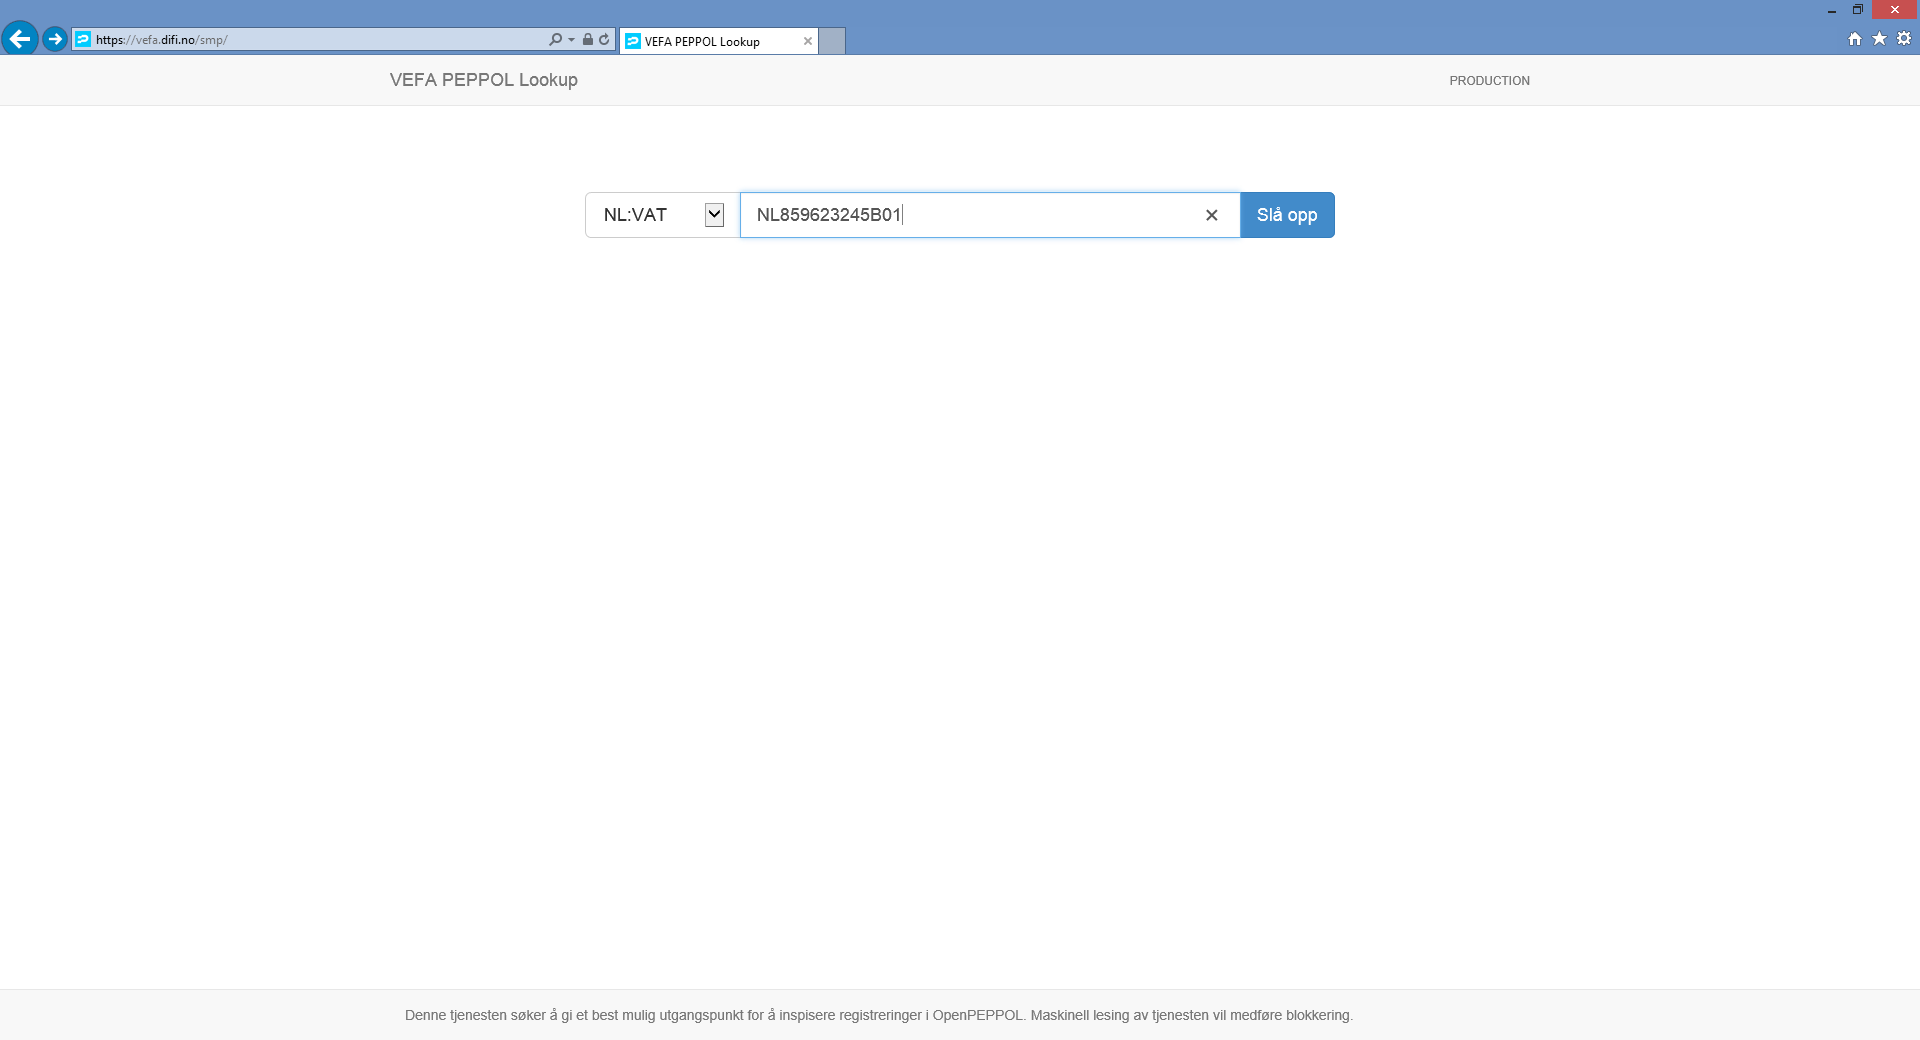 https://vefa.difi.no/smp/
VEFA PEPPOL Lookup
VEFA PEPPOL Lookup
PRODUCTION
NL:VAT
NL859623245B01
Slå opp
Denne tjenesten søker å gi et best mulig utgangspunkt for å inspisere registreringer i OpenPEPPOL. Maskinell lesing av tjenesten vil medføre blokkering.